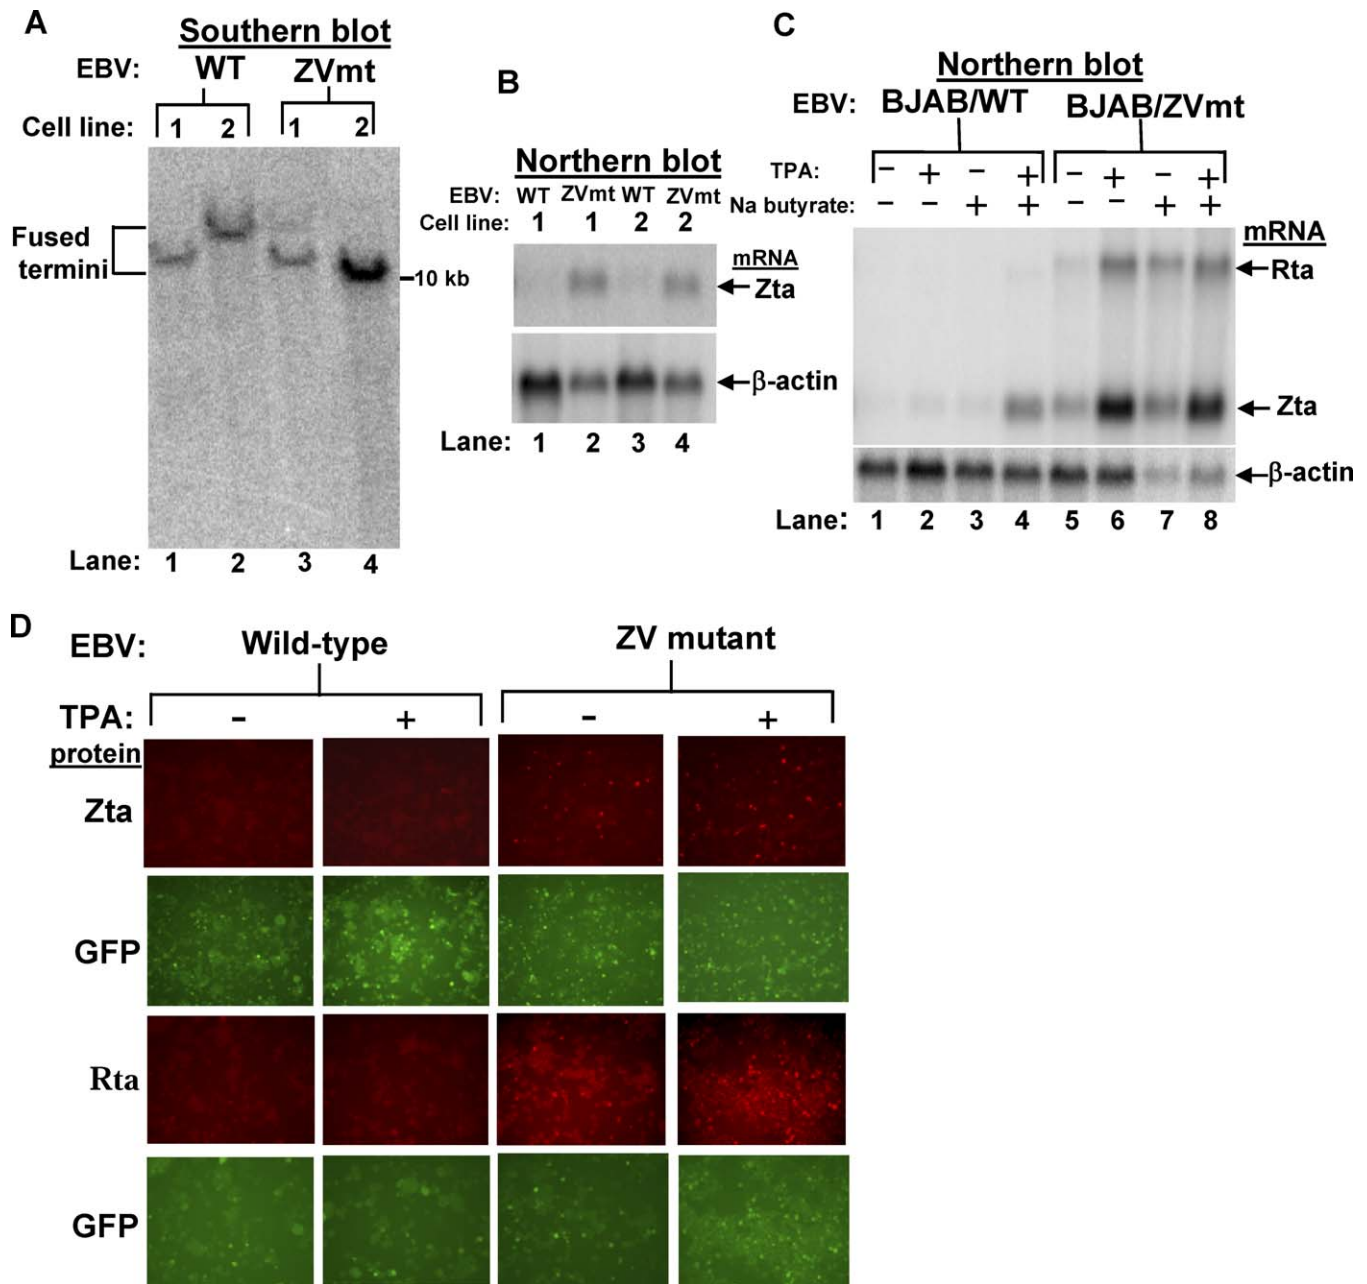 A
Southern blot
EBV: WT ZVmt
Cell line: 1 2 1 2
Fused termini
10 kb
Lane: 1 2 3 4
B
Northern blot
EBV: WT ZVmt WT ZVmt
Cell line: 1 1 2 2
mRNA
Zta
β-actin
Lane: 1 2 3 4
C
Northern blot
EBV: BJAB/WT BJAB/ZVmt
TPA: − + − + − + − +
Na butyrate: − − + + − − + +
mRNA
Rta
Zta
β-actin
Lane: 1 2 3 4 5 6 7 8
D
EBV: Wild-type ZV mutant
TPA: − + − +
protein
Zta
GFP
Rta
GFP